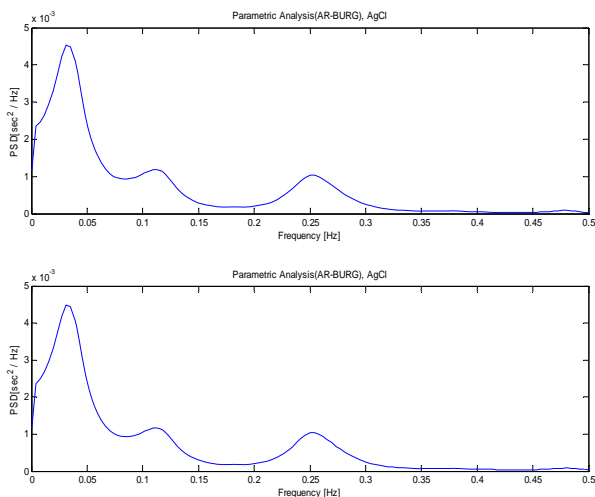 Parametric Analysis(AR-BURG), AgCl
x 10⁻³
5
4
3
2
1
0
PSD[sec² / Hz]
0 0.05 0.1 0.15 0.2 0.25 0.3 0.35 0.4 0.45 0.5
Frequency [Hz]
Parametric Analysis(AR-BURG), AgCl
x 10⁻³
5
4
3
2
1
0
PSD[sec² / Hz]
0 0.05 0.1 0.15 0.2 0.25 0.3 0.35 0.4 0.45 0.5
Frequency [Hz]